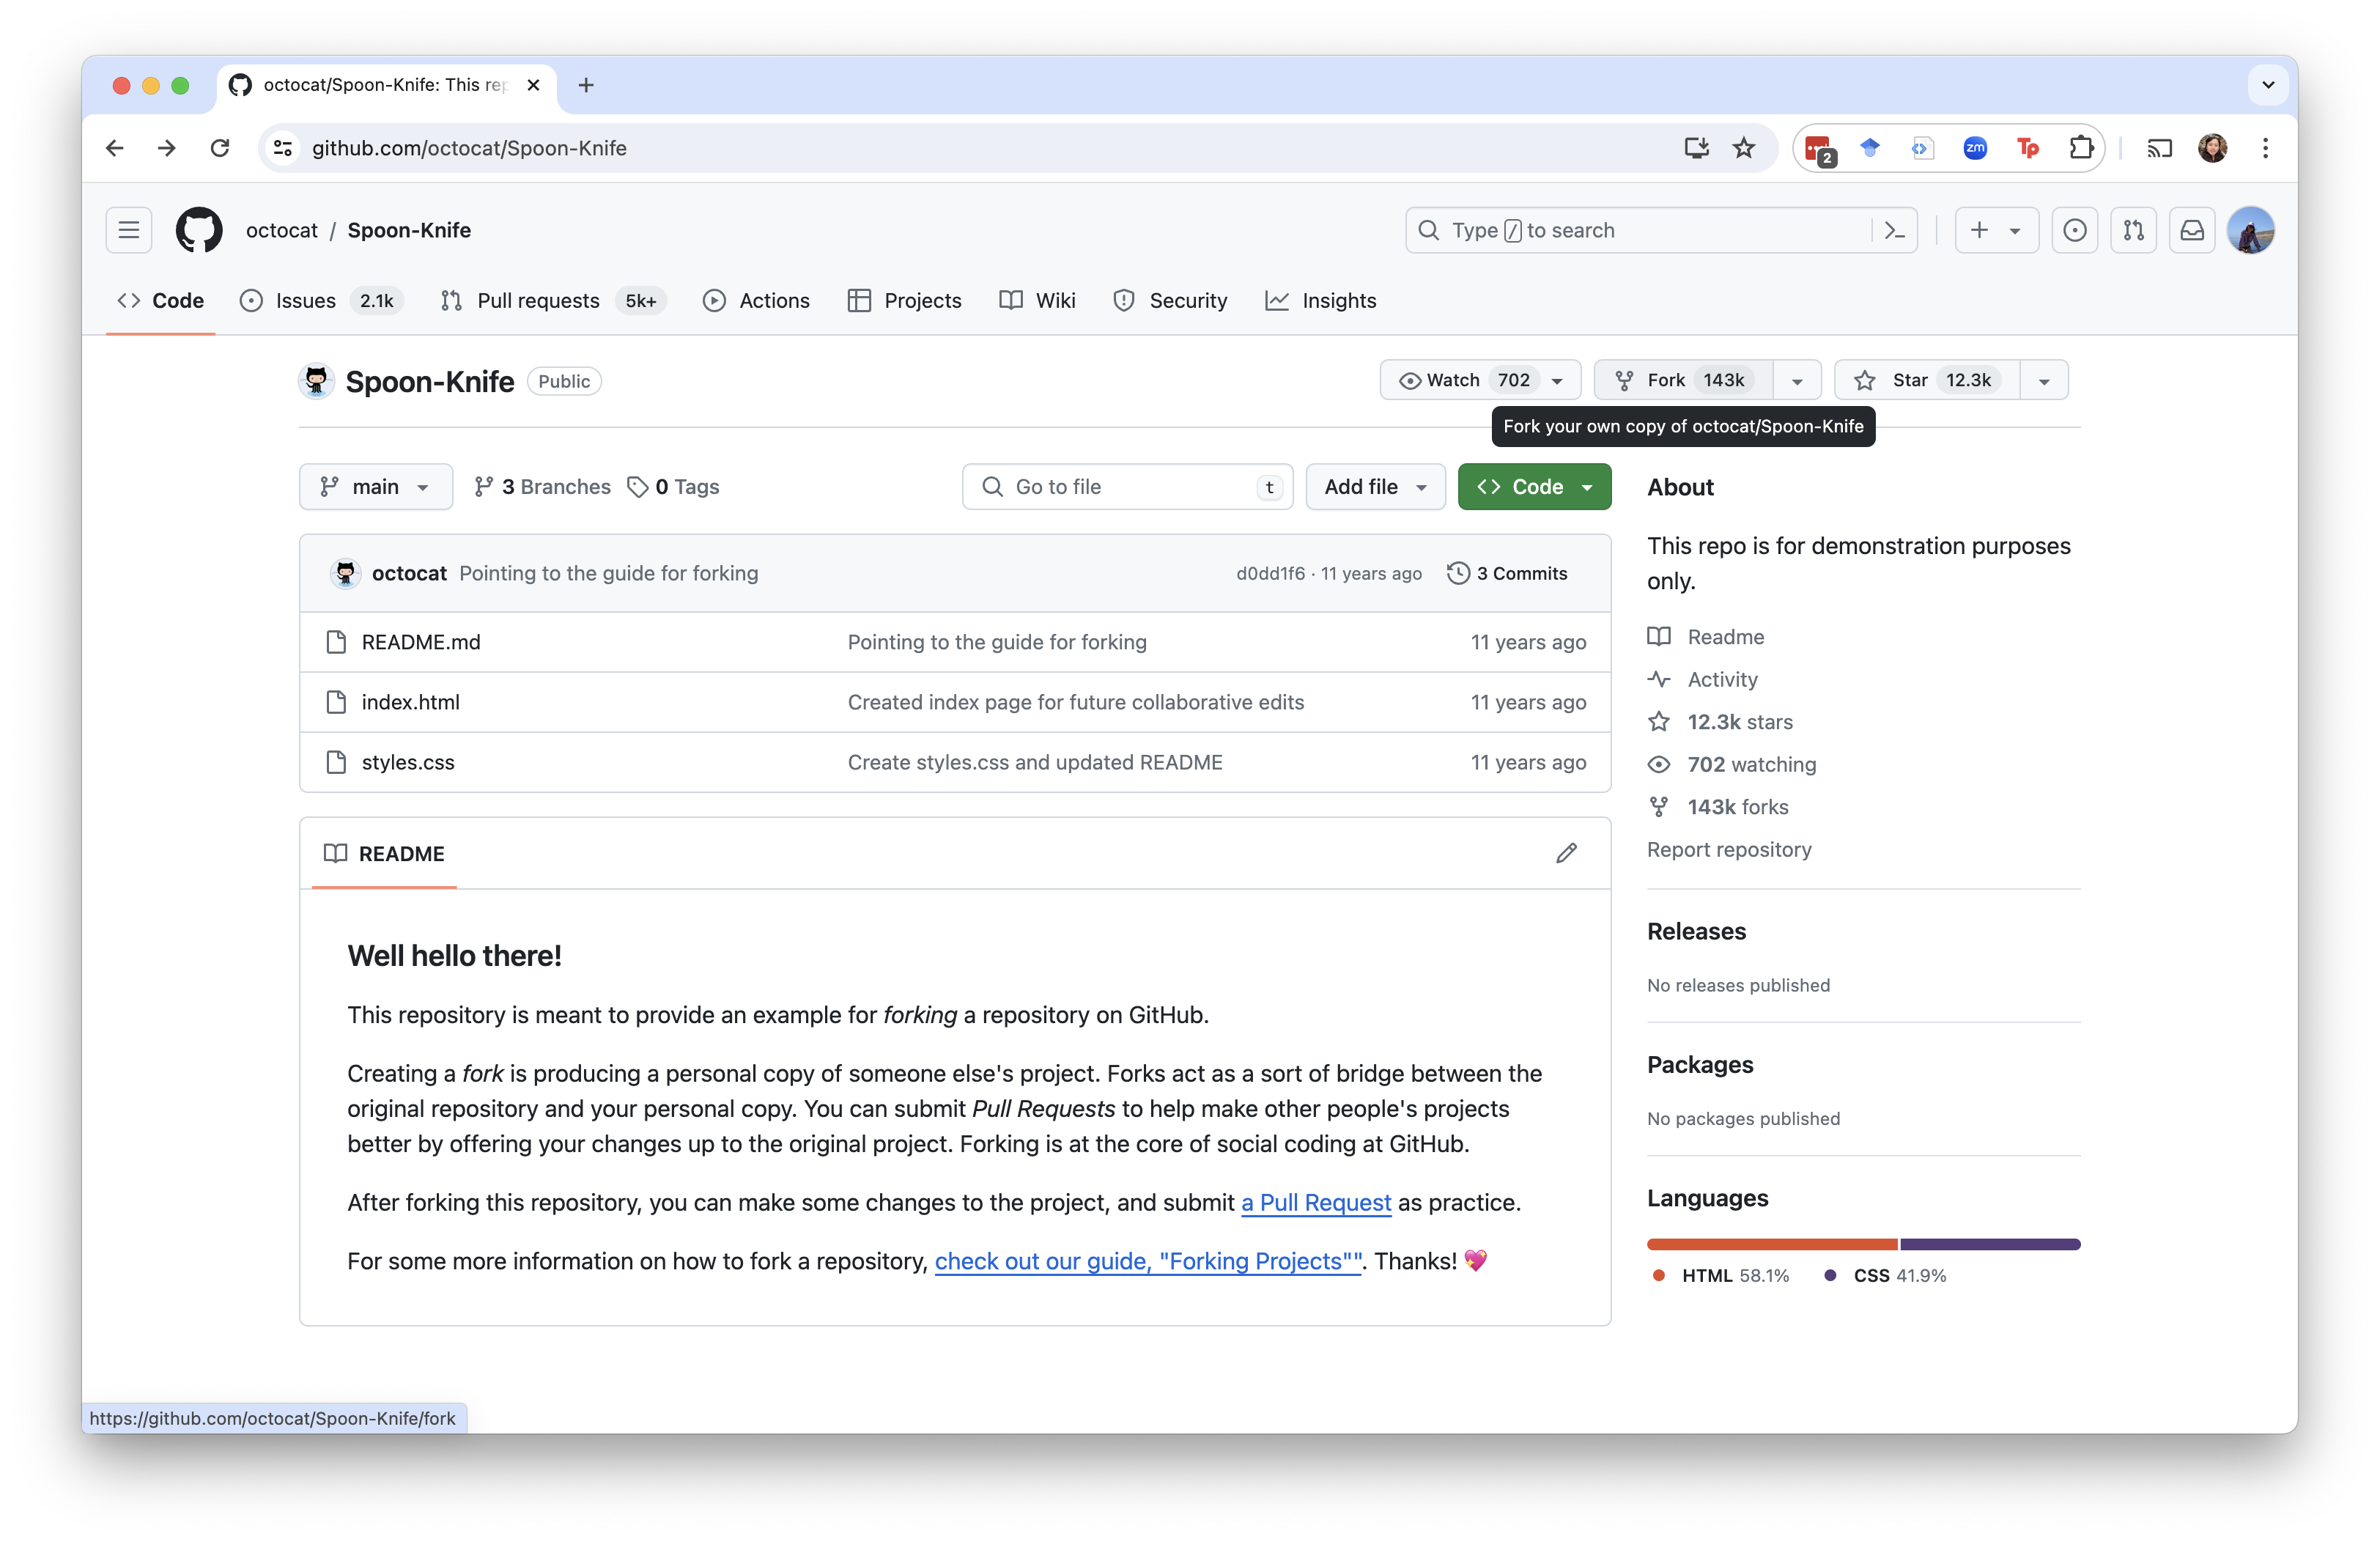 octocat/Spoon-Knife: This rep
github.com/octocat/Spoon-Knife
2
zm
Tp
octocat / Spoon-Knife
Type / to search
Code
Issues 2.1k
Pull requests 5k+
Actions
Projects
Wiki
Security
Insights
Spoon-Knife Public
Watch 702
Fork 143k
Star 12.3k
Fork your own copy of octocat/Spoon-Knife
main
3 Branches
0 Tags
Go to file t
Add file
Code
octocat Pointing to the guide for forking d0dd1f6 · 11 years ago 3 Commits
README.md Pointing to the guide for forking 11 years ago
index.html Created index page for future collaborative edits 11 years ago
styles.css Create styles.css and updated README 11 years ago
README
Well hello there!
This repository is meant to provide an example for forking a repository on GitHub.
Creating a fork is producing a personal copy of someone else's project. Forks act as a sort of bridge between the
original repository and your personal copy. You can submit Pull Requests to help make other people's projects
better by offering your changes up to the original project. Forking is at the core of social coding at GitHub.
After forking this repository, you can make some changes to the project, and submit a Pull Request as practice.
For some more information on how to fork a repository, check out our guide, "Forking Projects"". Thanks! 💖
About
This repo is for demonstration purposes
only.
Readme
Activity
12.3k stars
702 watching
143k forks
Report repository
Releases
No releases published
Packages
No packages published
Languages
HTML 58.1%
CSS 41.9%
https://github.com/octocat/Spoon-Knife/fork